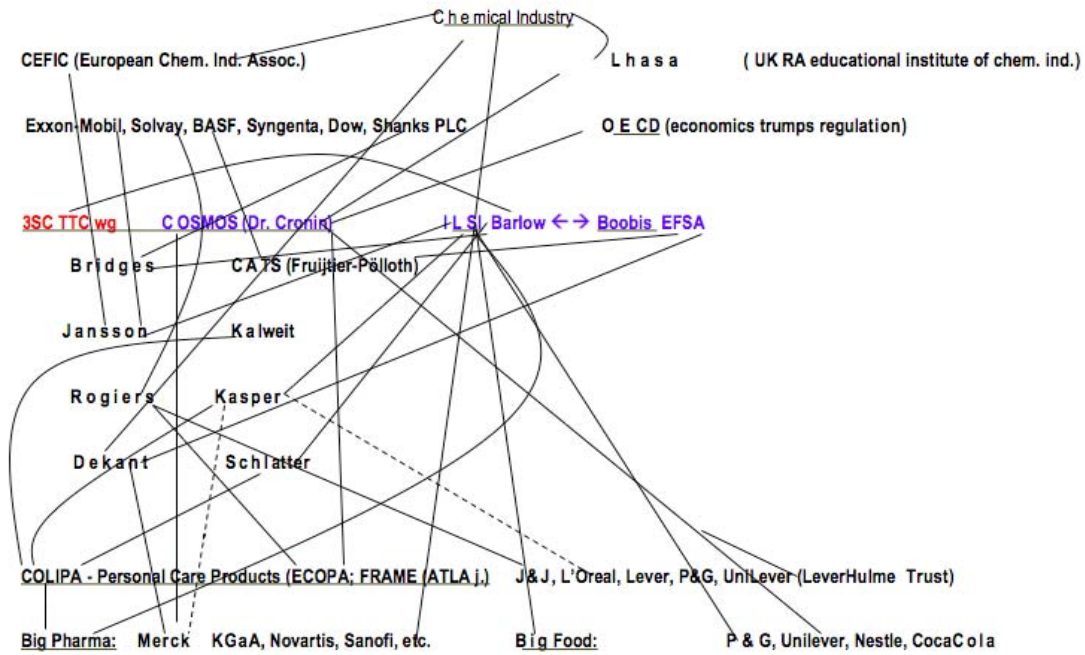 Chemical Industry
CEFIC (European Chem. Ind. Assoc.) Lhasa ( UK RA educational institute of chem. ind.)
Exxon-Mobil, Solvay, BASF, Syngenta, Dow, Shanks PLC OECD (economics trumps regulation)
3SC TTC wg COSMOS (Dr. Cronin) ILSI, Barlow ←→ Boobis EFSA
Bridges CATS (Fruijtier-Pölloth)
Jansson Kalweit
Rogiers Kasper
Dekant Schlatter
COLIPA - Personal Care Products (ECOPA; FRAME (ATLA j.) J&J, L'Oreal, Lever, P&G, UniLever (LeverHulme Trust)
Big Pharma: Merck KGaA, Novartis, Sanofi, etc. Big Food: P & G, Unilever, Nestle, CocaCola